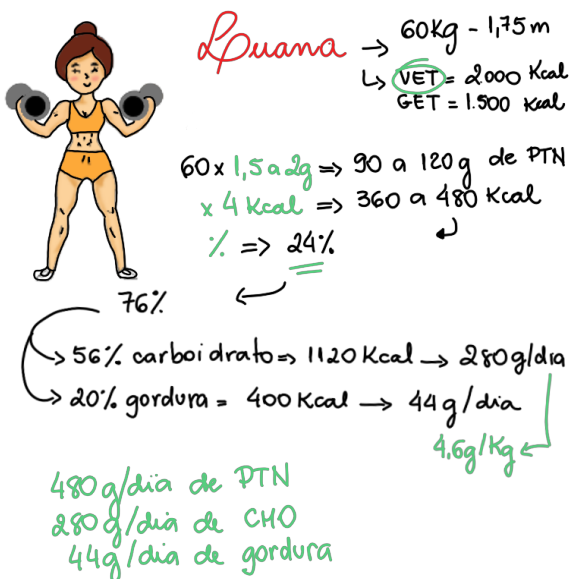 Luana → 60Kg - 1,75m
↳ VET = 2000 Kcal
GET = 1.500 Kcal
60 x 1,5 a 2g => 90 a 120g de PTN
x 4 Kcal => 360 a 480 Kcal
% => 24%
76%
→ 56% carboidrato => 1120 Kcal → 280g/dia
→ 20% gordura = 400 Kcal → 44g/dia
4,6g/Kg
480g/dia de PTN
280g/dia de CHO
44g/dia de gordura